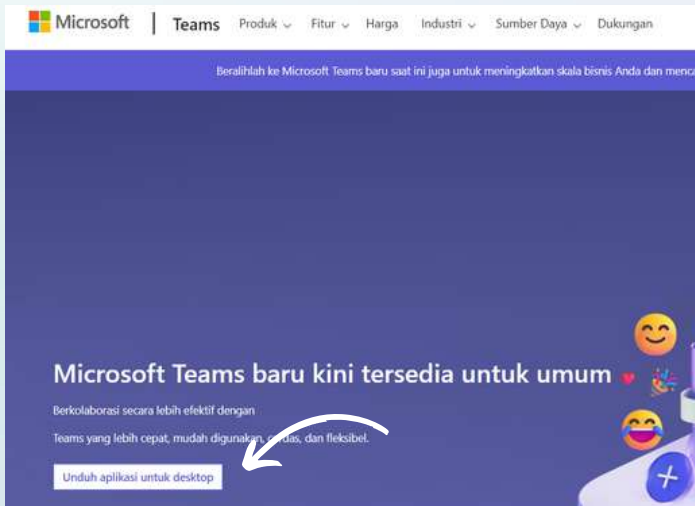 Microsoft | Teams Produk Fitur Harga Industri Sumber Daya Dukungan
Beralihlah ke Microsoft Teams baru saat ini juga untuk meningkatkan skala bisnis Anda dan
Microsoft Teams baru kini tersedia untuk umum
Berkolaborasi secara lebih efektif dengan
Teams yang lebih cepat, mudah digunakan, dan fleksibel.
Unduh aplikasi untuk desktop